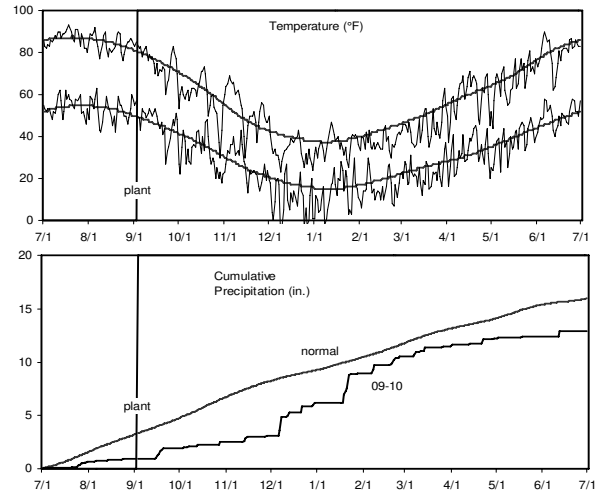 100
Temperature (°F)
80
60
40
20
plant
0
7/1 8/1 9/1 10/1 11/1 12/1 1/1 2/1 3/1 4/1 5/1 6/1 7/1
20
Cumulative
Precipitation (in.)
15
normal
10
09-10
plant
5
0
7/1 8/1 9/1 10/1 11/1 12/1 1/1 2/1 3/1 4/1 5/1 6/1 7/1